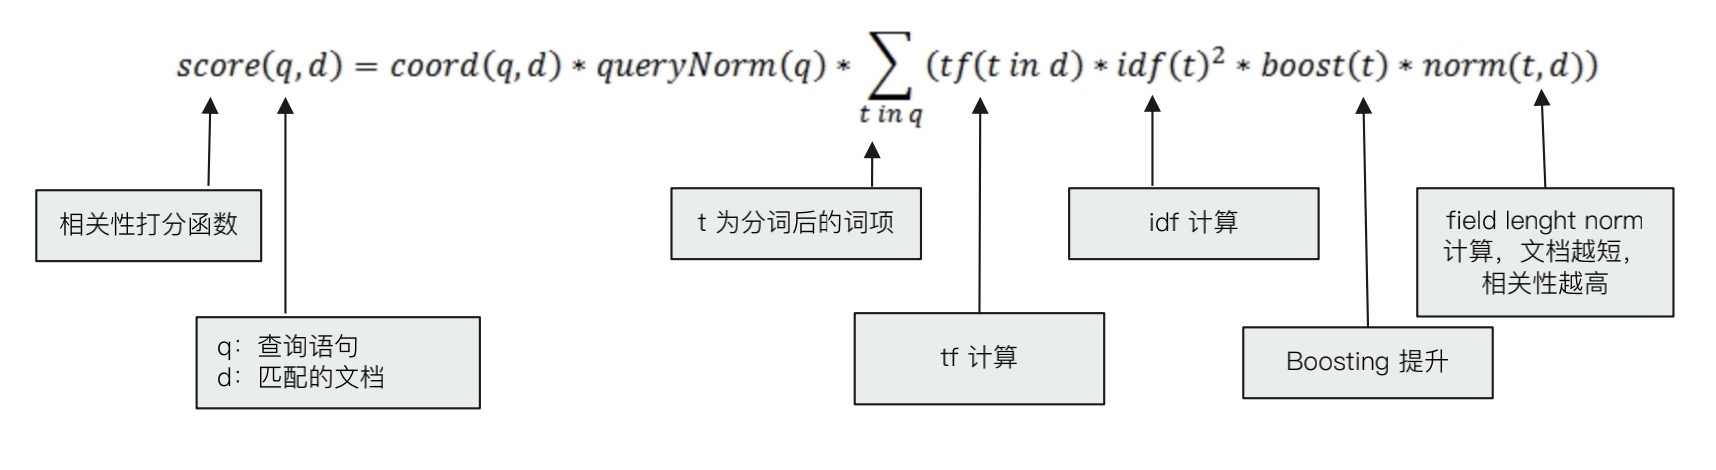 score(q,d) = coord(q,d) * queryNorm(q) * ∑ (tf(t in d) * idf(t)² * boost(t) * norm(t,d))
t in q
相关性打分函数
t 为分词后的词项
idf 计算
field lenght norm
计算，文档越短，
相关性越高
q：查询语句
d：匹配的文档
tf 计算
Boosting 提升